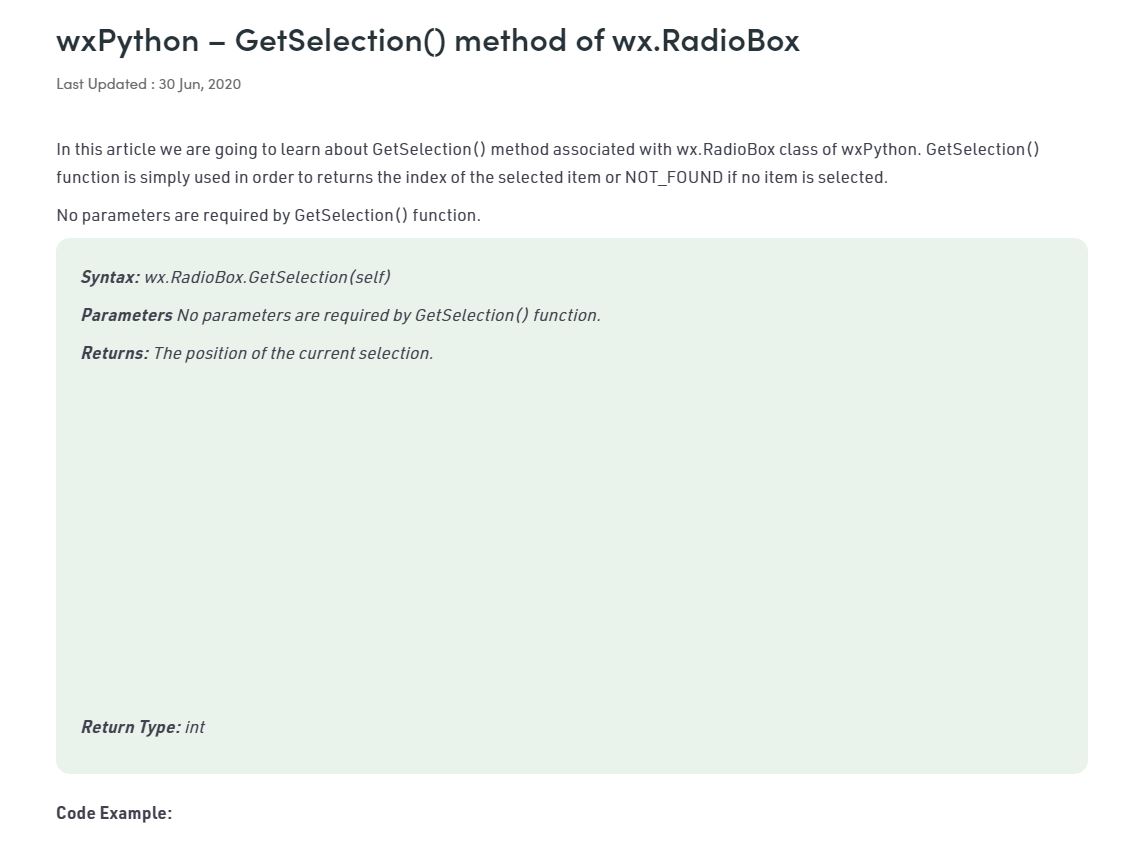 wxPython – GetSelection() method of wx.RadioBox
Last Updated : 30 Jun, 2020
In this article we are going to learn about GetSelection() method associated with wx.RadioBox class of wxPython. GetSelection()
function is simply used in order to returns the index of the selected item or NOT_FOUND if no item is selected.
No parameters are required by GetSelection() function.
Syntax: wx.RadioBox.GetSelection(self)
Parameters No parameters are required by GetSelection() function.
Returns: The position of the current selection.
Return Type: int
Code Example: